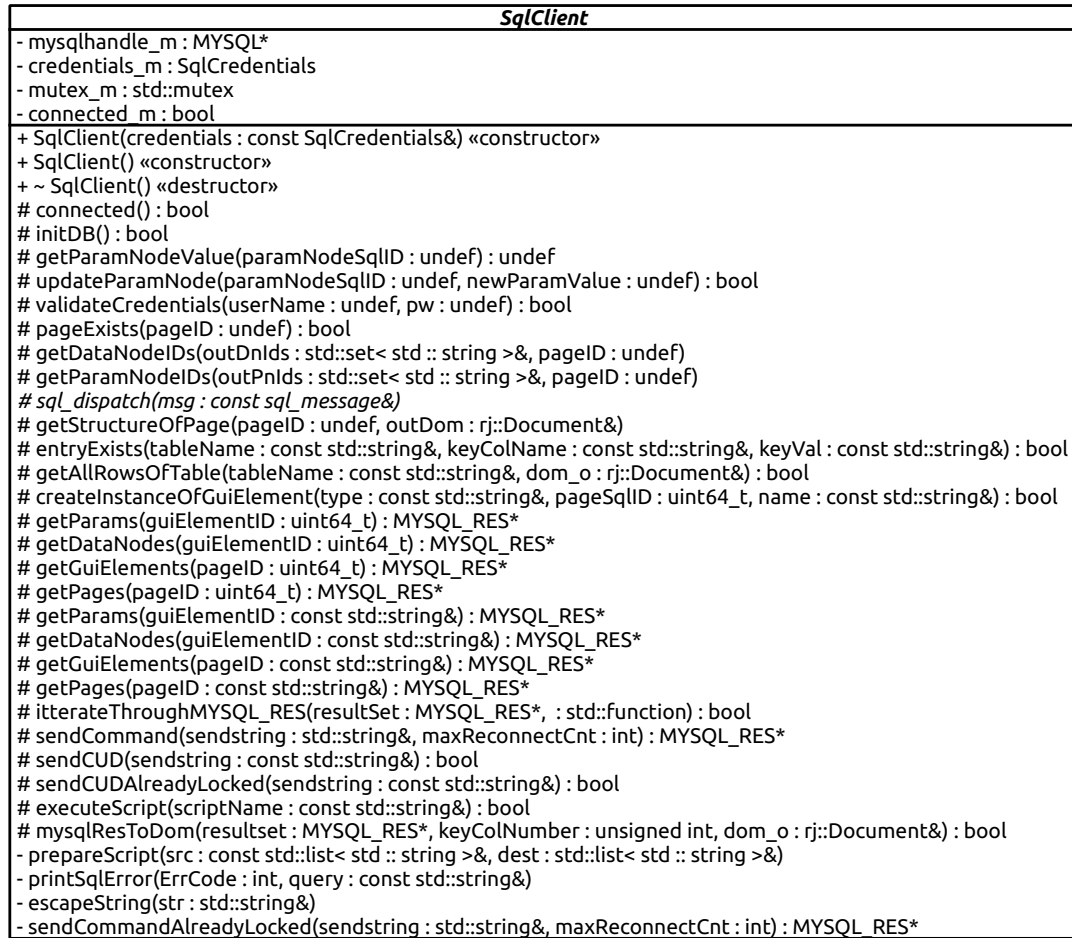 SqlClient
- mysqlhandle_m : MYSQL*
- credentials_m : SqlCredentials
- mutex_m : std::mutex
- connected_m : bool
+ SqlClient(credentials : const SqlCredentials&) «constructor»
+ SqlClient() «constructor»
+ ~ SqlClient() «destructor»
# connected() : bool
# initDB() : bool
# getParamNodeValue(paramNodeSqlID : undef) : undef
# updateParamNode(paramNodeSqlID : undef, newParamValue : undef) : bool
# validateCredentials(userName : undef, pw : undef) : bool
# pageExists(pageID : undef) : bool
# getDataNodeIDs(outDnIds : std::set< std :: string >&, pageID : undef)
# getParamNodeIDs(outPnIds : std::set< std :: string >&, pageID : undef)
# sql_dispatch(msg : const sql_message&)
# getStructureOfPage(pageID : undef, outDom : rj::Document&)
# entryExists(tableName : const std::string&, keyColName : const std::string&, keyVal : const std::string&) : bool
# getAllRowsOfTable(tableName : const std::string&, dom_o : rj::Document&) : bool
# createInstanceOfGuiElement(type : const std::string&, pageSqlID : uint64_t, name : const std::string&) : bool
# getParams(guiElementID : uint64_t) : MYSQL_RES*
# getDataNodes(guiElementID : uint64_t) : MYSQL_RES*
# getGuiElements(pageID : uint64_t) : MYSQL_RES*
# getPages(pageID : uint64_t) : MYSQL_RES*
# getParams(guiElementID : const std::string&) : MYSQL_RES*
# getDataNodes(guiElementID : const std::string&) : MYSQL_RES*
# getGuiElements(pageID : const std::string&) : MYSQL_RES*
# getPages(pageID : const std::string&) : MYSQL_RES*
# itterateThroughMYSQL_RES(resultSet : MYSQL_RES*,  : std::function) : bool
# sendCommand(sendstring : std::string&, maxReconnectCnt : int) : MYSQL_RES*
# sendCUD(sendstring : const std::string&) : bool
# sendCUDAlreadyLocked(sendstring : const std::string&) : bool
# executeScript(scriptName : const std::string&) : bool
# mysqlResToDom(resultset : MYSQL_RES*, keyColNumber : unsigned int, dom_o : rj::Document&) : bool
- prepareScript(src : const std::list< std :: string >&, dest : std::list< std :: string >&)
- printSqlError(ErrCode : int, query : const std::string&)
- escapeString(str : std::string&)
- sendCommandAlreadyLocked(sendstring : std::string&, maxReconnectCnt : int) : MYSQL_RES*